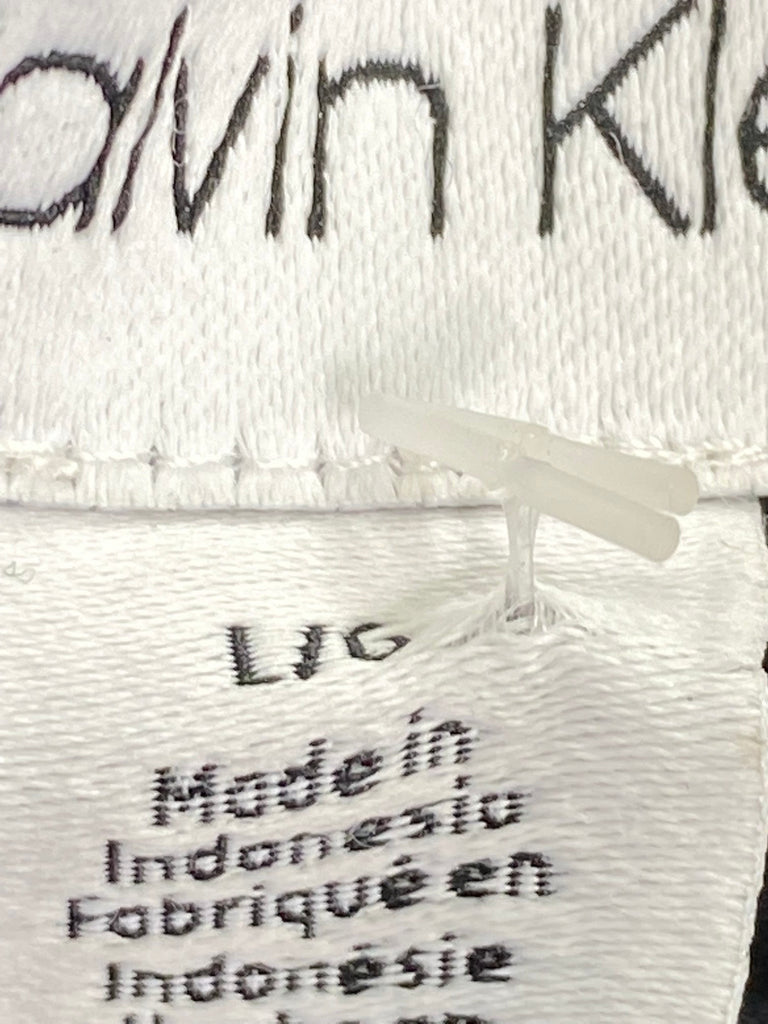 alvin Kle
L/G
Made in
Indonesia
Fabriqué en
Indonésie